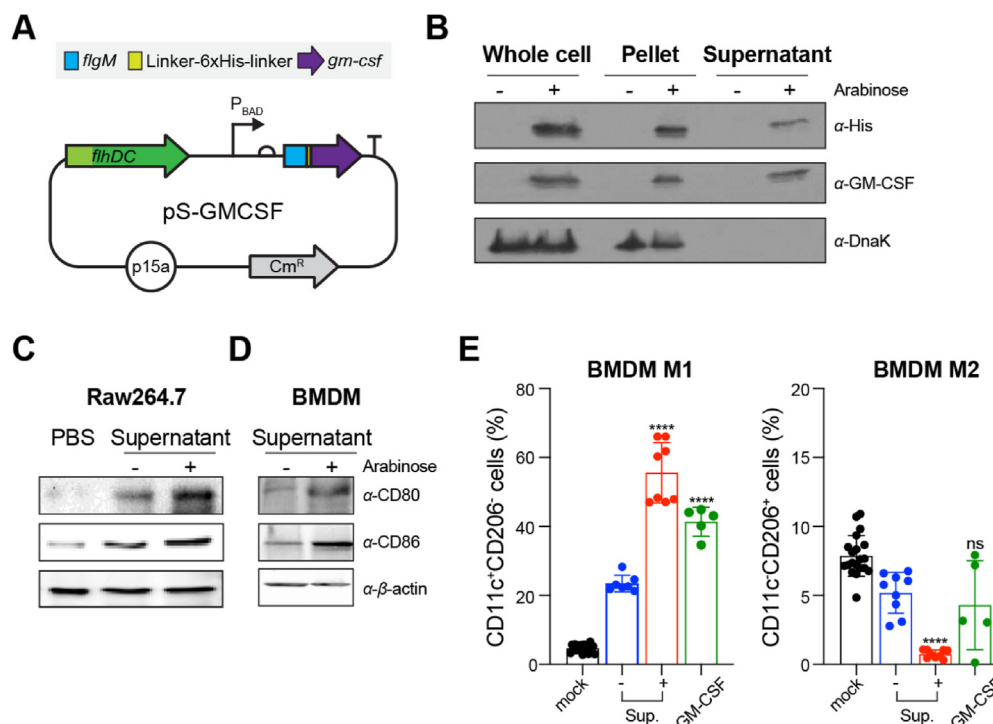 A
flgM Linker-6xHis-linker gm-csf
P_BAD
flhDC
pS-GMCSF
p15a
Cm^R
B
Whole cell Pellet Supernatant
- + - + - + Arabinose
α-His
α-GM-CSF
α-DnaK
C
Raw264.7
PBS Supernatant
- +
D
BMDM
Supernatant
- + Arabinose
α-CD80
α-CD86
α-β-actin
E
BMDM M1
CD11c⁺CD206⁻ cells (%)
80
60
40
20
0
****
****
mock - + GM-CSF
Sup.
BMDM M2
CD11c⁻CD206⁺ cells (%)
20
15
10
5
0
****
ns
mock - + GM-CSF
Sup.